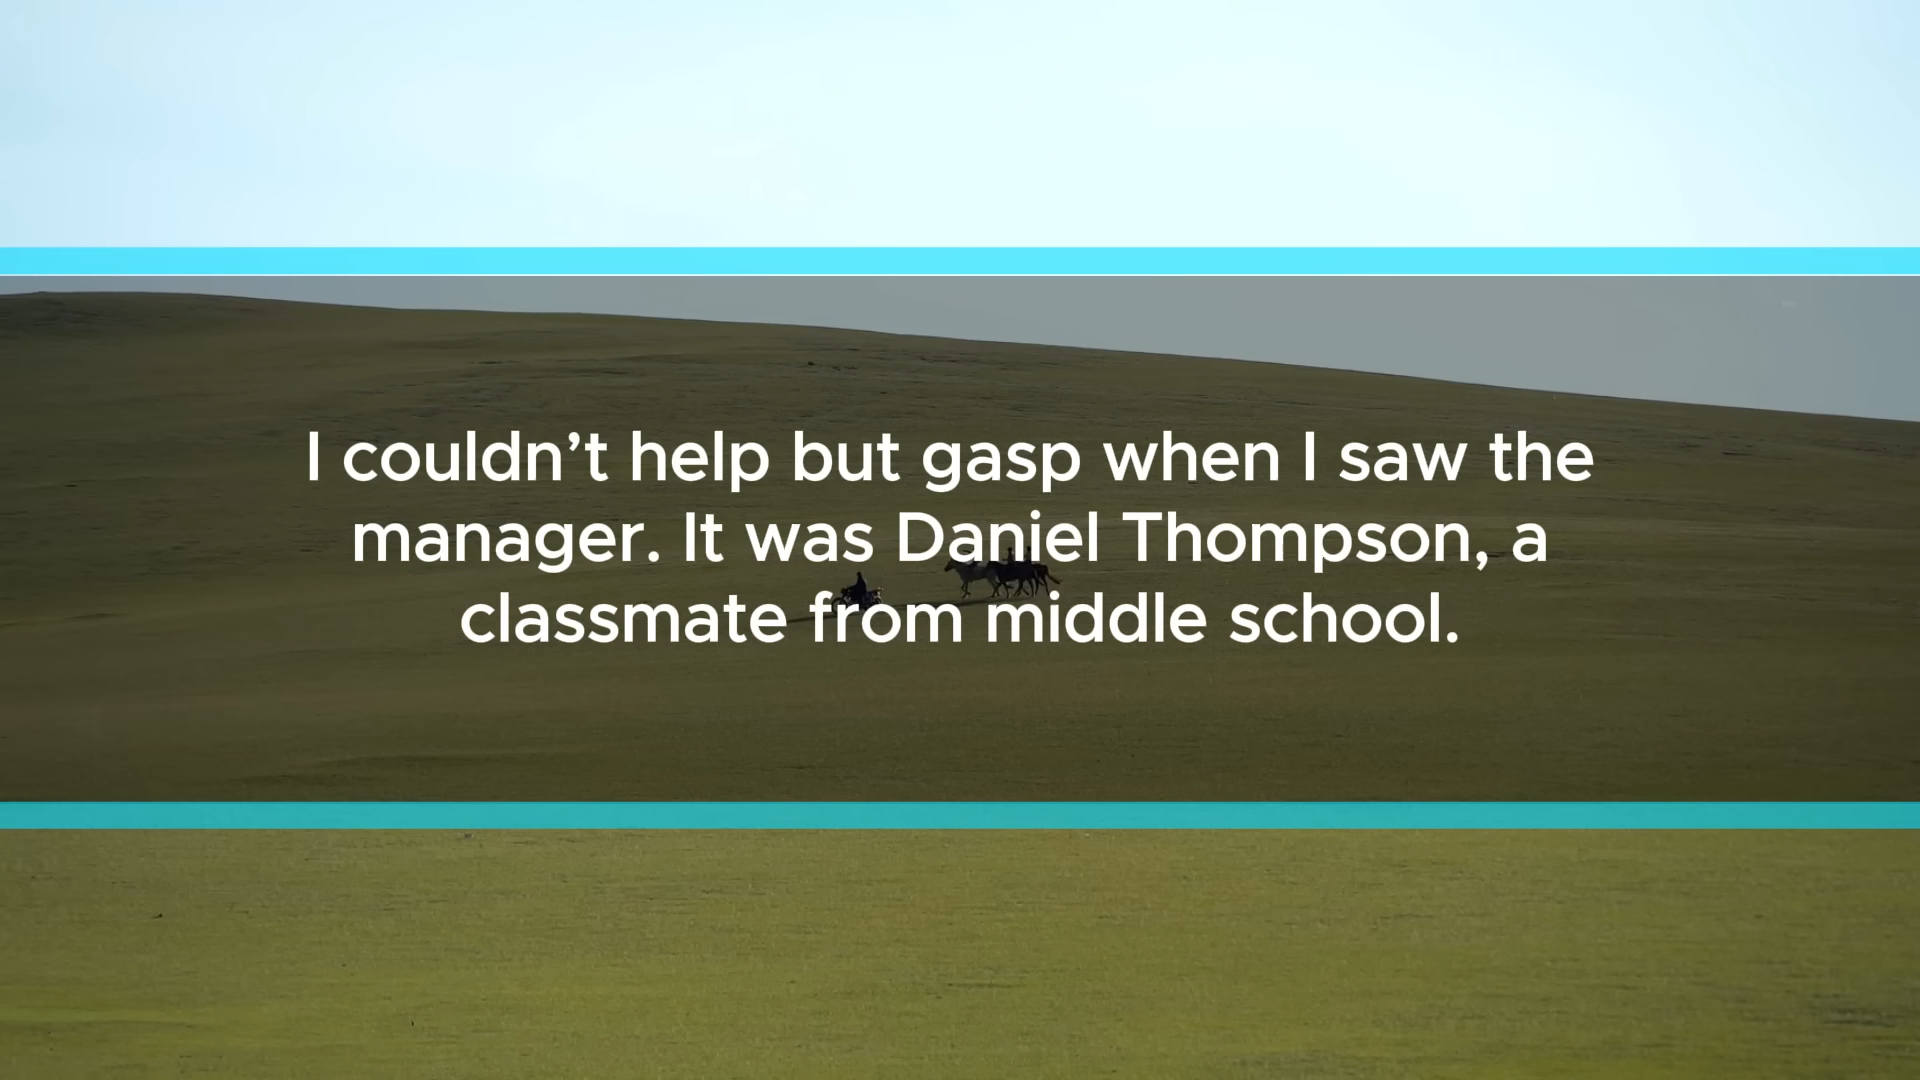 I couldn’t help but gasp when I saw the
manager. It was Daniel Thompson, a
classmate from middle school.